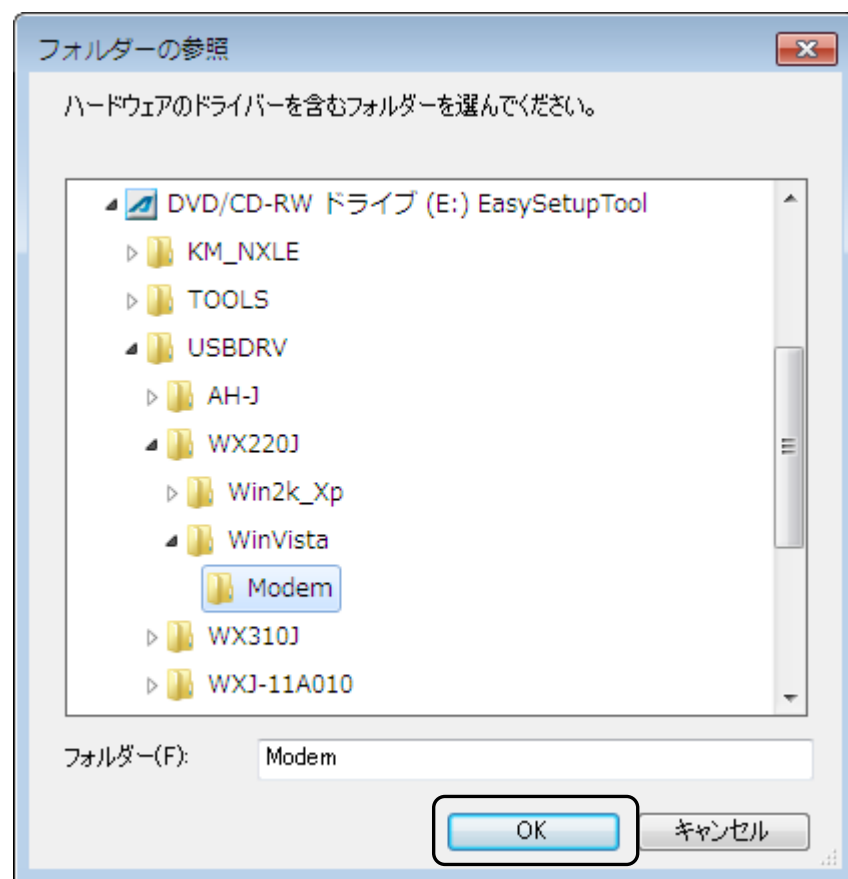 フォルダーの参照
ハードウェアのドライバーを含むフォルダーを選んでください。
DVD/CD-RW ドライブ (E:) EasySetupTool
KM_NXLE
TOOLS
USBDRV
AH-J
WX220J
Win2k_Xp
WinVista
Modem
WX310J
WXJ-11A010
フォルダー(F): Modem
OK キャンセル